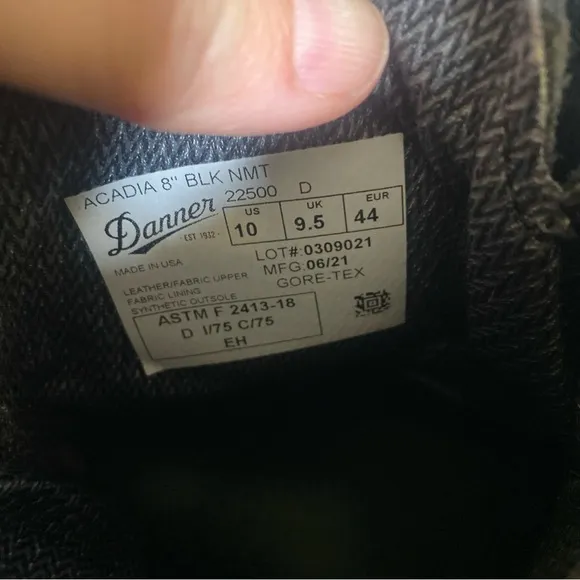 ACADIA 8" BLK NMT
22500 D
Danner
EST 1932-
US UK EUR
10 9.5 44
MADE IN USA
LOT#:0309021
MFG:06/21
GORE-TEX
LEATHER/FABRIC UPPER
FABRIC LINING
SYNTHETIC OUTSOLE
ASTM F 2413-18
D I/75 C/75
EH